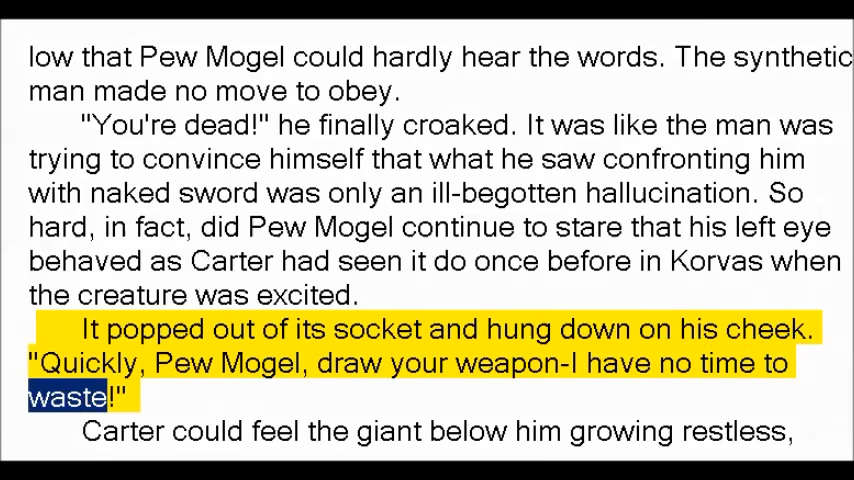 low that Pew Mogel could hardly hear the words. The synthetic
man made no move to obey.
"You're dead!" he finally croaked. It was like the man was
trying to convince himself that what he saw confronting him
with naked sword was only an ill-begotten hallucination. So
hard, in fact, did Pew Mogel continue to stare that his left eye
behaved as Carter had seen it do once before in Korvas when
the creature was excited.
It popped out of its socket and hung down on his cheek.
"Quickly, Pew Mogel, draw your weapon-I have no time to
waste!"
Carter could feel the giant below him growing restless,